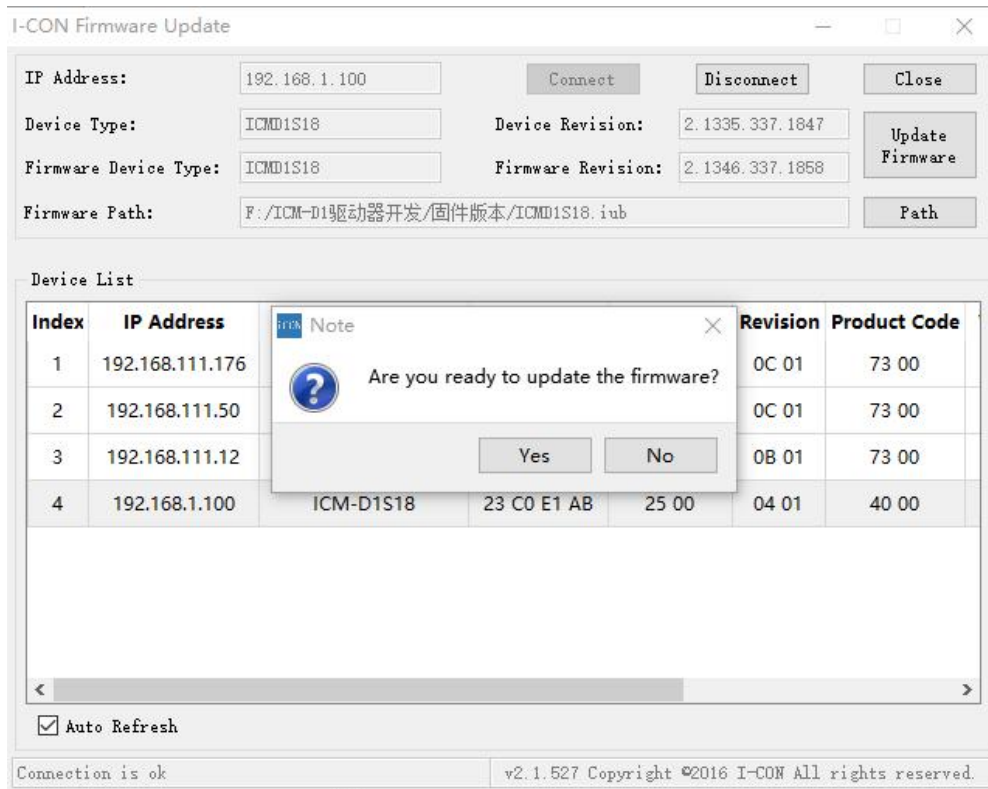 I-CON Firmware Update
IP Address: 192.168.1.100 Connect Disconnect Close
Device Type: ICMD1S18 Device Revision: 2.1335.337.1847 Update Firmware
Firmware Device Type: ICMD1S18 Firmware Revision: 2.1346.337.1858
Firmware Path: F:/ICM-D1驱动器开发/固件版本/ICMD1S18.iub Path
Device List
Index IP Address Revision Product Code
1 192.168.111.176 0C 01 73 00
2 192.168.111.50 0C 01 73 00
3 192.168.111.12 0B 01 73 00
4 192.168.1.100 ICM-D1S18 23 C0 E1 AB 25 00 04 01 40 00
Note
Are you ready to update the firmware?
Yes No
Auto Refresh
Connection is ok v2.1.527 Copyright ©2016 I-CON All rights reserved.